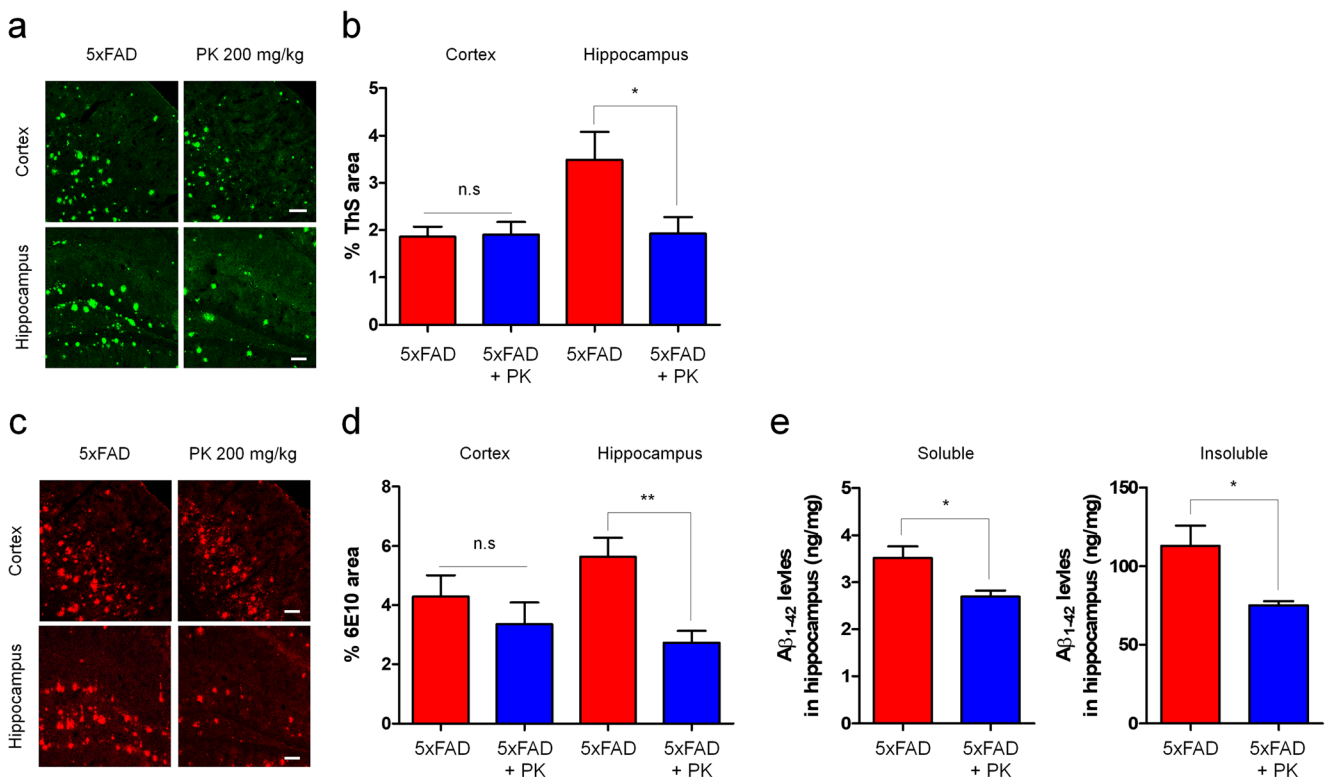 a
5xFAD
PK 200 mg/kg
Cortex
Hippocampus
b
Cortex
Hippocampus
% ThS area
5
4
3
2
1
0
n.s
*
5xFAD
5xFAD
+ PK
5xFAD
5xFAD
+ PK
c
5xFAD
PK 200 mg/kg
Cortex
Hippocampus
d
Cortex
Hippocampus
% 6E10 area
8
6
4
2
0
n.s
**
5xFAD
5xFAD
+ PK
5xFAD
5xFAD
+ PK
e
Soluble
Aβ1-42 levles
in hippocampus (ng/mg)
5
4
3
2
1
0
*
5xFAD
5xFAD
+ PK
Insoluble
Aβ1-42 levles
in hippocampus (ng/mg)
150
100
50
0
*
5xFAD
5xFAD
+ PK